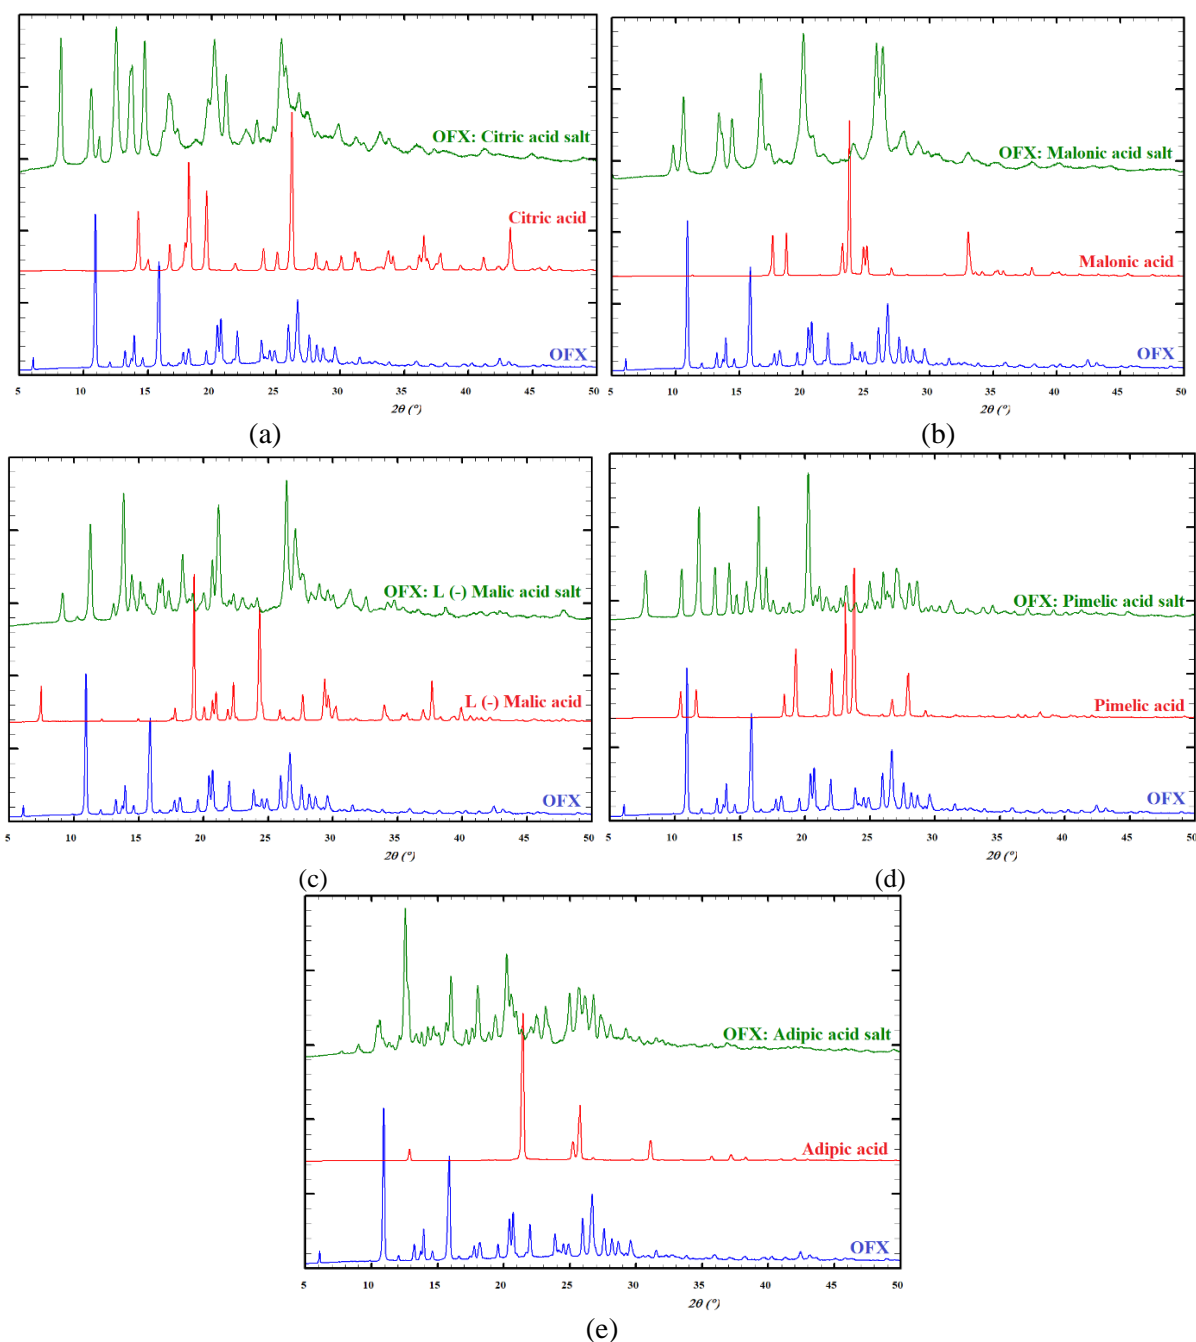 OFX: Citric acid salt
Citric acid
OFX
5 10 15 20 25 30 35 40 45 50
2θ (°)
(a)
OFX: Malonic acid salt
Malonic acid
OFX
5 10 15 20 25 30 35 40 45 50
2θ (°)
(b)
OFX: L (-) Malic acid salt
L (-) Malic acid
OFX
5 10 15 20 25 30 35 40 45 50
2θ (°)
(c)
OFX: Pimelic acid salt
Pimelic acid
OFX
5 10 15 20 25 30 35 40 45 50
2θ (°)
(d)
OFX: Adipic acid salt
Adipic acid
OFX
5 10 15 20 25 30 35 40 45 50
2θ (°)
(e)